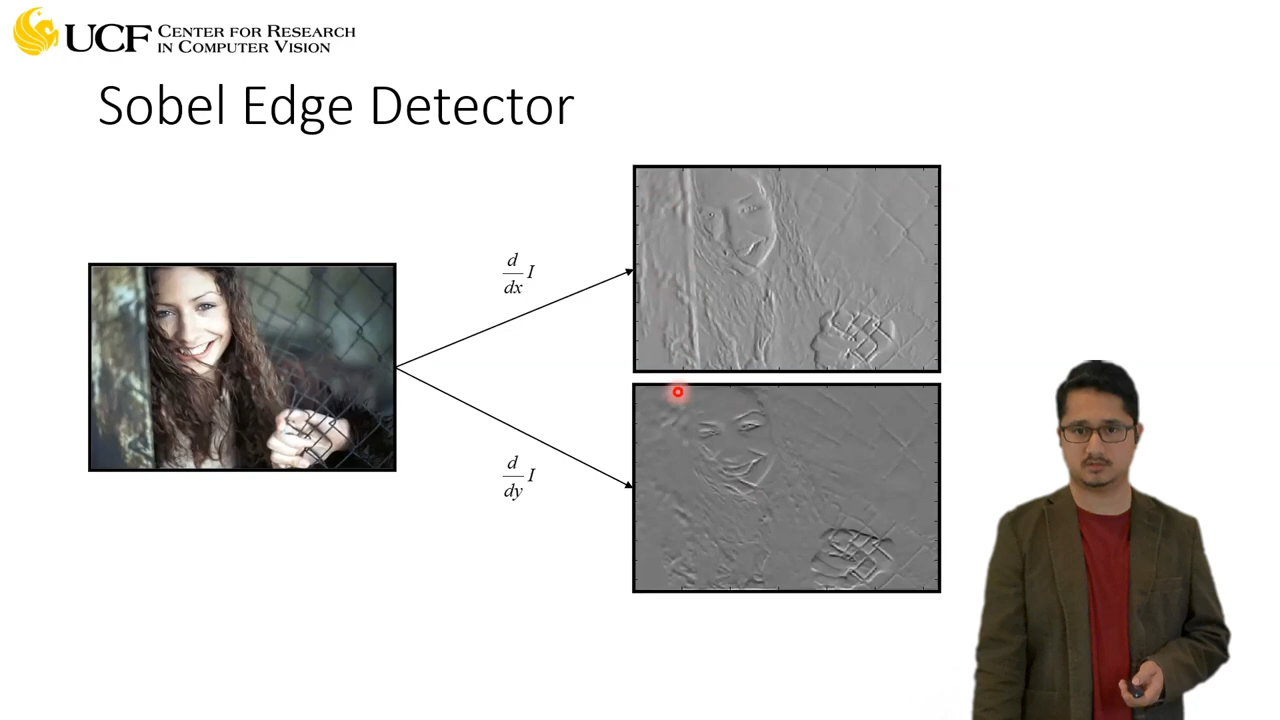 UCF CENTER FOR RESEARCH
IN COMPUTER VISION
Sobel Edge Detector
d
dx
I
d
dy
I